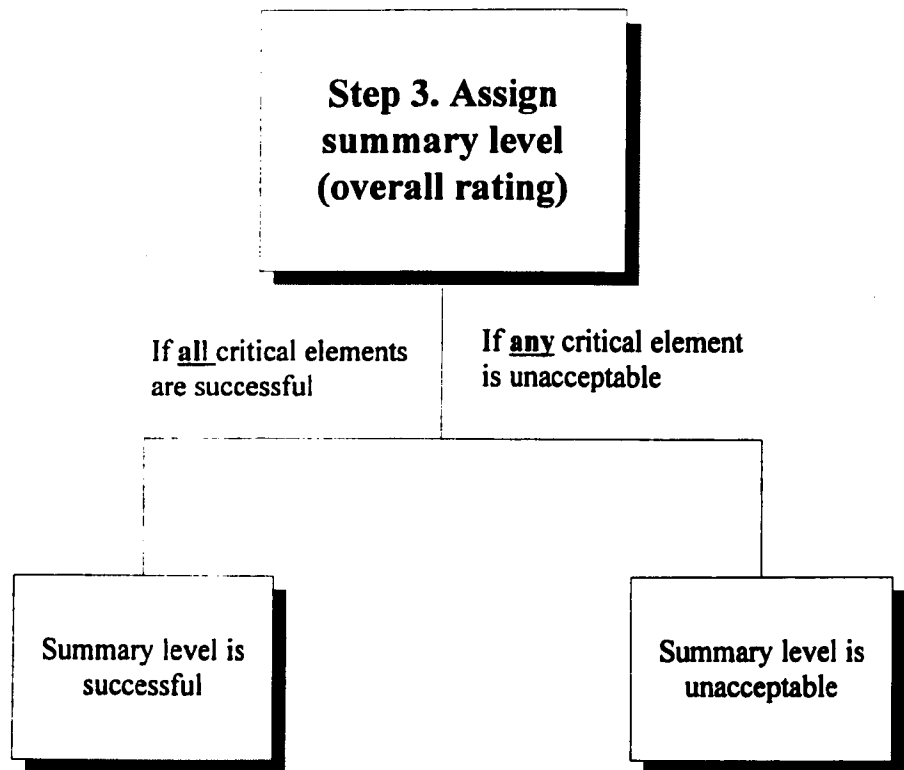 Step 3. Assign
summary level
(overall rating)
If all critical elements
are successful
If any critical element
is unacceptable
Summary level is
successful
Summary level is
unacceptable